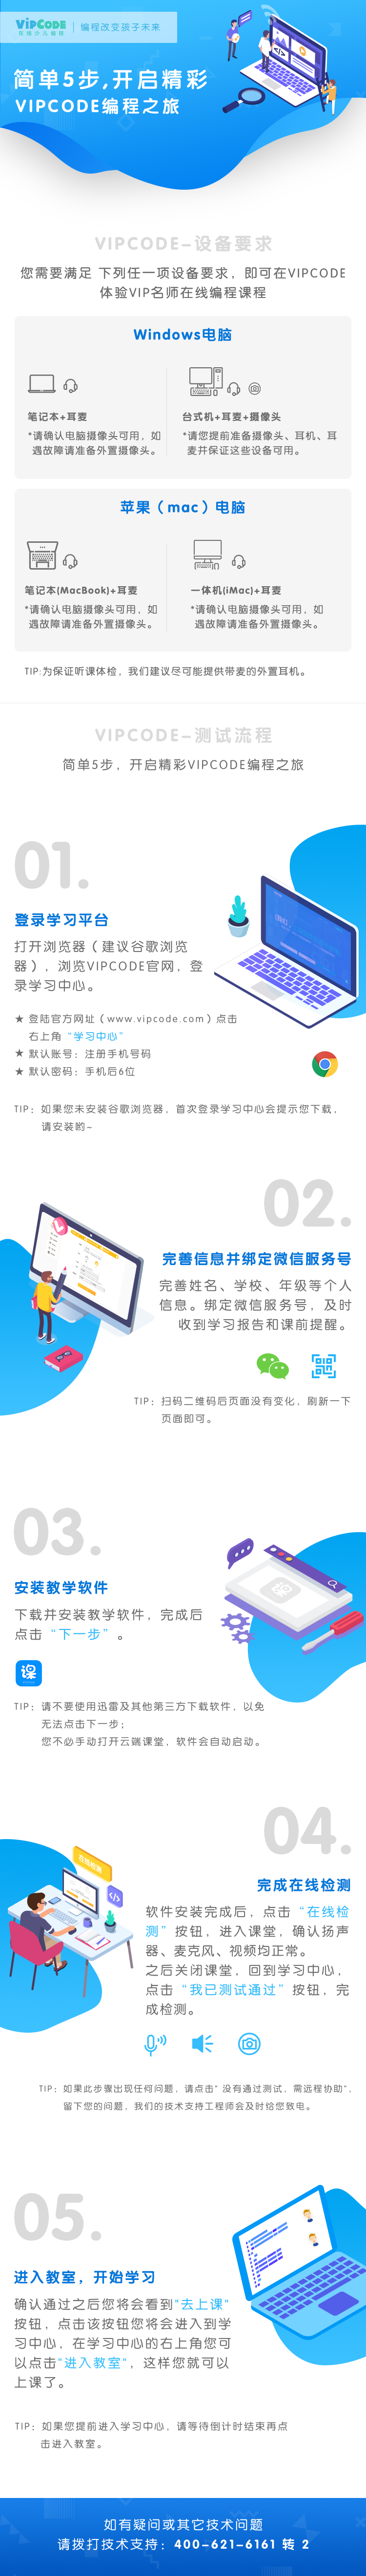 VIPCODE
在线少儿编程
编程改变孩子未来
简单5步,开启精彩
VIPCODE编程之旅
VIPCODE-设备要求
您需要满足 下列任一项设备要求，即可在VIPCODE
体验VIP名师在线编程课程
Windows电脑
笔记本+耳麦
*请确认电脑摄像头可用，如
遇故障请准备外置摄像头。
台式机+耳麦+摄像头
*请您提前准备摄像头、耳机、耳
麦并保证这些设备可用。
苹果（mac）电脑
笔记本(MacBook)+耳麦
*请确认电脑摄像头可用，如
遇故障请准备外置摄像头。
一体机(iMac)+耳麦
*请确认电脑摄像头可用，如
遇故障请准备外置摄像头。
TIP:为保证听课体检，我们建议尽可能提供带麦的外置耳机。
VIPCODE-测试流程
简单5步，开启精彩VIPCODE编程之旅
01.
登录学习平台
打开浏览器（建议谷歌浏览
器），浏览VIPCODE官网，登
录学习中心。
★ 登陆官方网址（www.vipcode.com）点击
右上角“学习中心”
★ 默认账号：注册手机号码
★ 默认密码：手机后6位
TIP：如果您未安装谷歌浏览器，首次登录学习中心会提示您下载，
请安装哟~
02.
完善信息并绑定微信服务号
完善姓名、学校、年级等个人
信息。绑定微信服务号，及时
收到学习报告和课前提醒。
TIP：扫码二维码后页面没有变化，刷新一下
页面即可。
03.
安装教学软件
下载并安装教学软件，完成后
点击“下一步”。
课
课
TIP：请不要使用迅雷及其他第三方下载软件，以免
无法点击下一步；
您不必手动打开云端课堂，软件会自动启动。
04.
在线检测
完成在线检测
软件安装完成后，点击“在线检
测”按钮，进入课堂，确认扬声
器、麦克风、视频均正常。
之后关闭课堂，回到学习中心，
点击“我已测试通过”按钮，完
成检测。
TIP：如果此步骤出现任何问题，请点击"没有通过测试，需远程协助"，
留下您的问题，我们的技术支持工程师会及时给您致电。
05.
进入教室，开始学习
确认通过之后您将会看到"去上课"
按钮，点击该按钮您将会进入到学
习中心，在学习中心的右上角您可
以点击"进入教室"，这样您就可以
上课了。
TIP：如果您提前进入学习中心，请等待倒计时结束再点
击进入教室。
如有疑问或其它技术问题
请拨打技术支持：400-621-6161 转 2